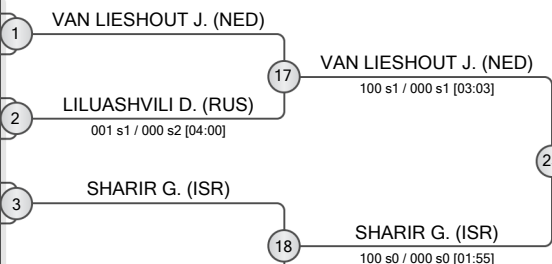 VAN LIESHOUT J. (NED)
1
17
VAN LIESHOUT J. (NED)
100 s1 / 000 s1 [03:03]
2
LILUASHVILI D. (RUS)
001 s1 / 000 s2 [04:00]
3
SHARIR G. (ISR)
18
SHARIR G. (ISR)
100 s0 / 000 s0 [01:55]